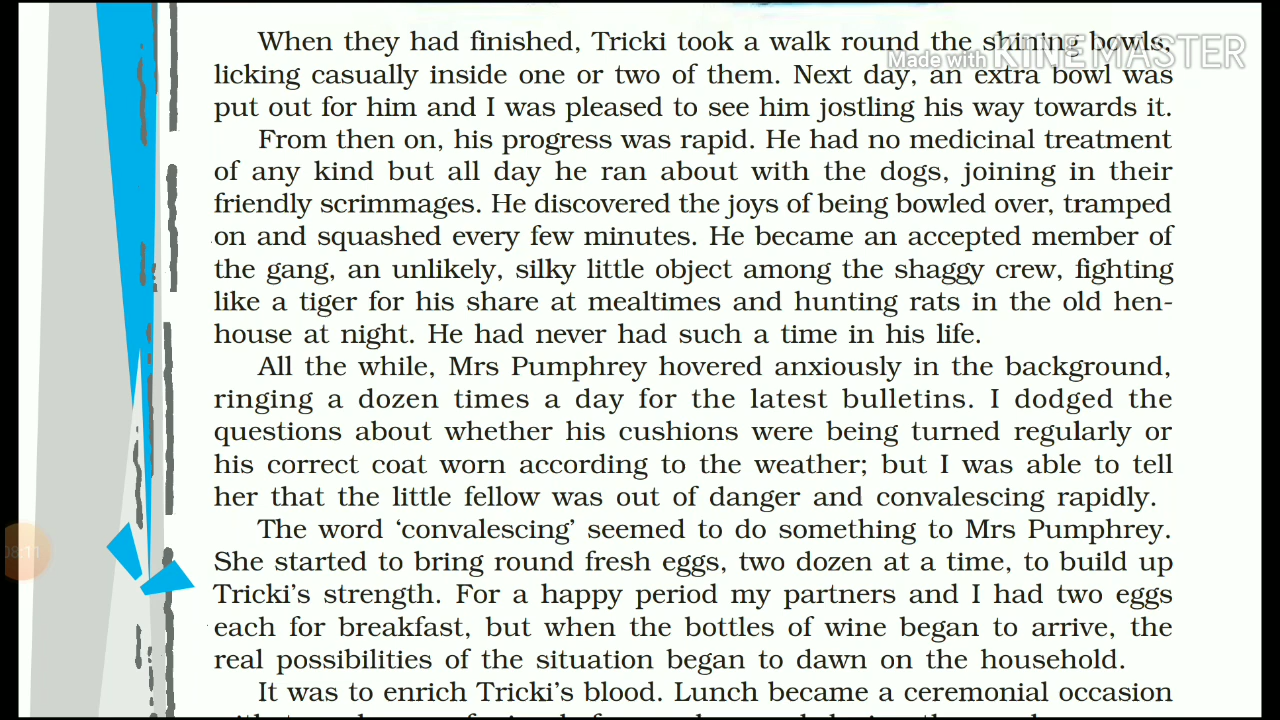 When they had finished, Tricki took a walk round the shining bowls,
Made with KINEMASTER
licking casually inside one or two of them. Next day, an extra bowl was
put out for him and I was pleased to see him jostling his way towards it.
From then on, his progress was rapid. He had no medicinal treatment
of any kind but all day he ran about with the dogs, joining in their
friendly scrimmages. He discovered the joys of being bowled over, tramped
on and squashed every few minutes. He became an accepted member of
the gang, an unlikely, silky little object among the shaggy crew, fighting
like a tiger for his share at mealtimes and hunting rats in the old hen-
house at night. He had never had such a time in his life.
All the while, Mrs Pumphrey hovered anxiously in the background,
ringing a dozen times a day for the latest bulletins. I dodged the
questions about whether his cushions were being turned regularly or
his correct coat worn according to the weather; but I was able to tell
her that the little fellow was out of danger and convalescing rapidly.
The word ‘convalescing’ seemed to do something to Mrs Pumphrey.
She started to bring round fresh eggs, two dozen at a time, to build up
08:11
Tricki’s strength. For a happy period my partners and I had two eggs
each for breakfast, but when the bottles of wine began to arrive, the
real possibilities of the situation began to dawn on the household.
It was to enrich Tricki’s blood. Lunch became a ceremonial occasion